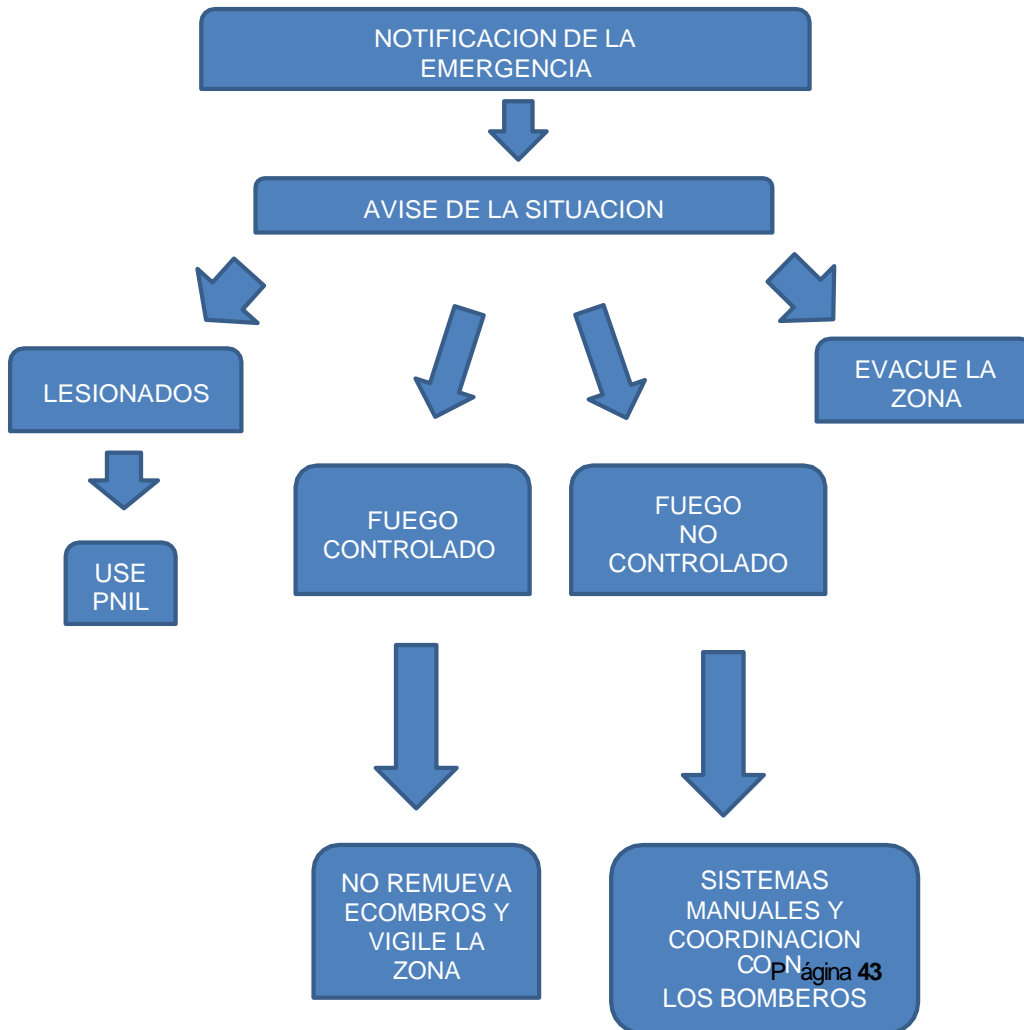 NOTIFICACION DE LA
EMERGENCIA
AVISE DE LA SITUACION
LESIONADOS
EVACUE LA
ZONA
FUEGO
CONTROLADO
FUEGO
NO
CONTROLADO
USE
PNIL
NO REMUEVA
ECOMBROS Y
VIGILE LA
ZONA
SISTEMAS
MANUALES Y
COORDINACION
CON
Página 43
LOS BOMBEROS